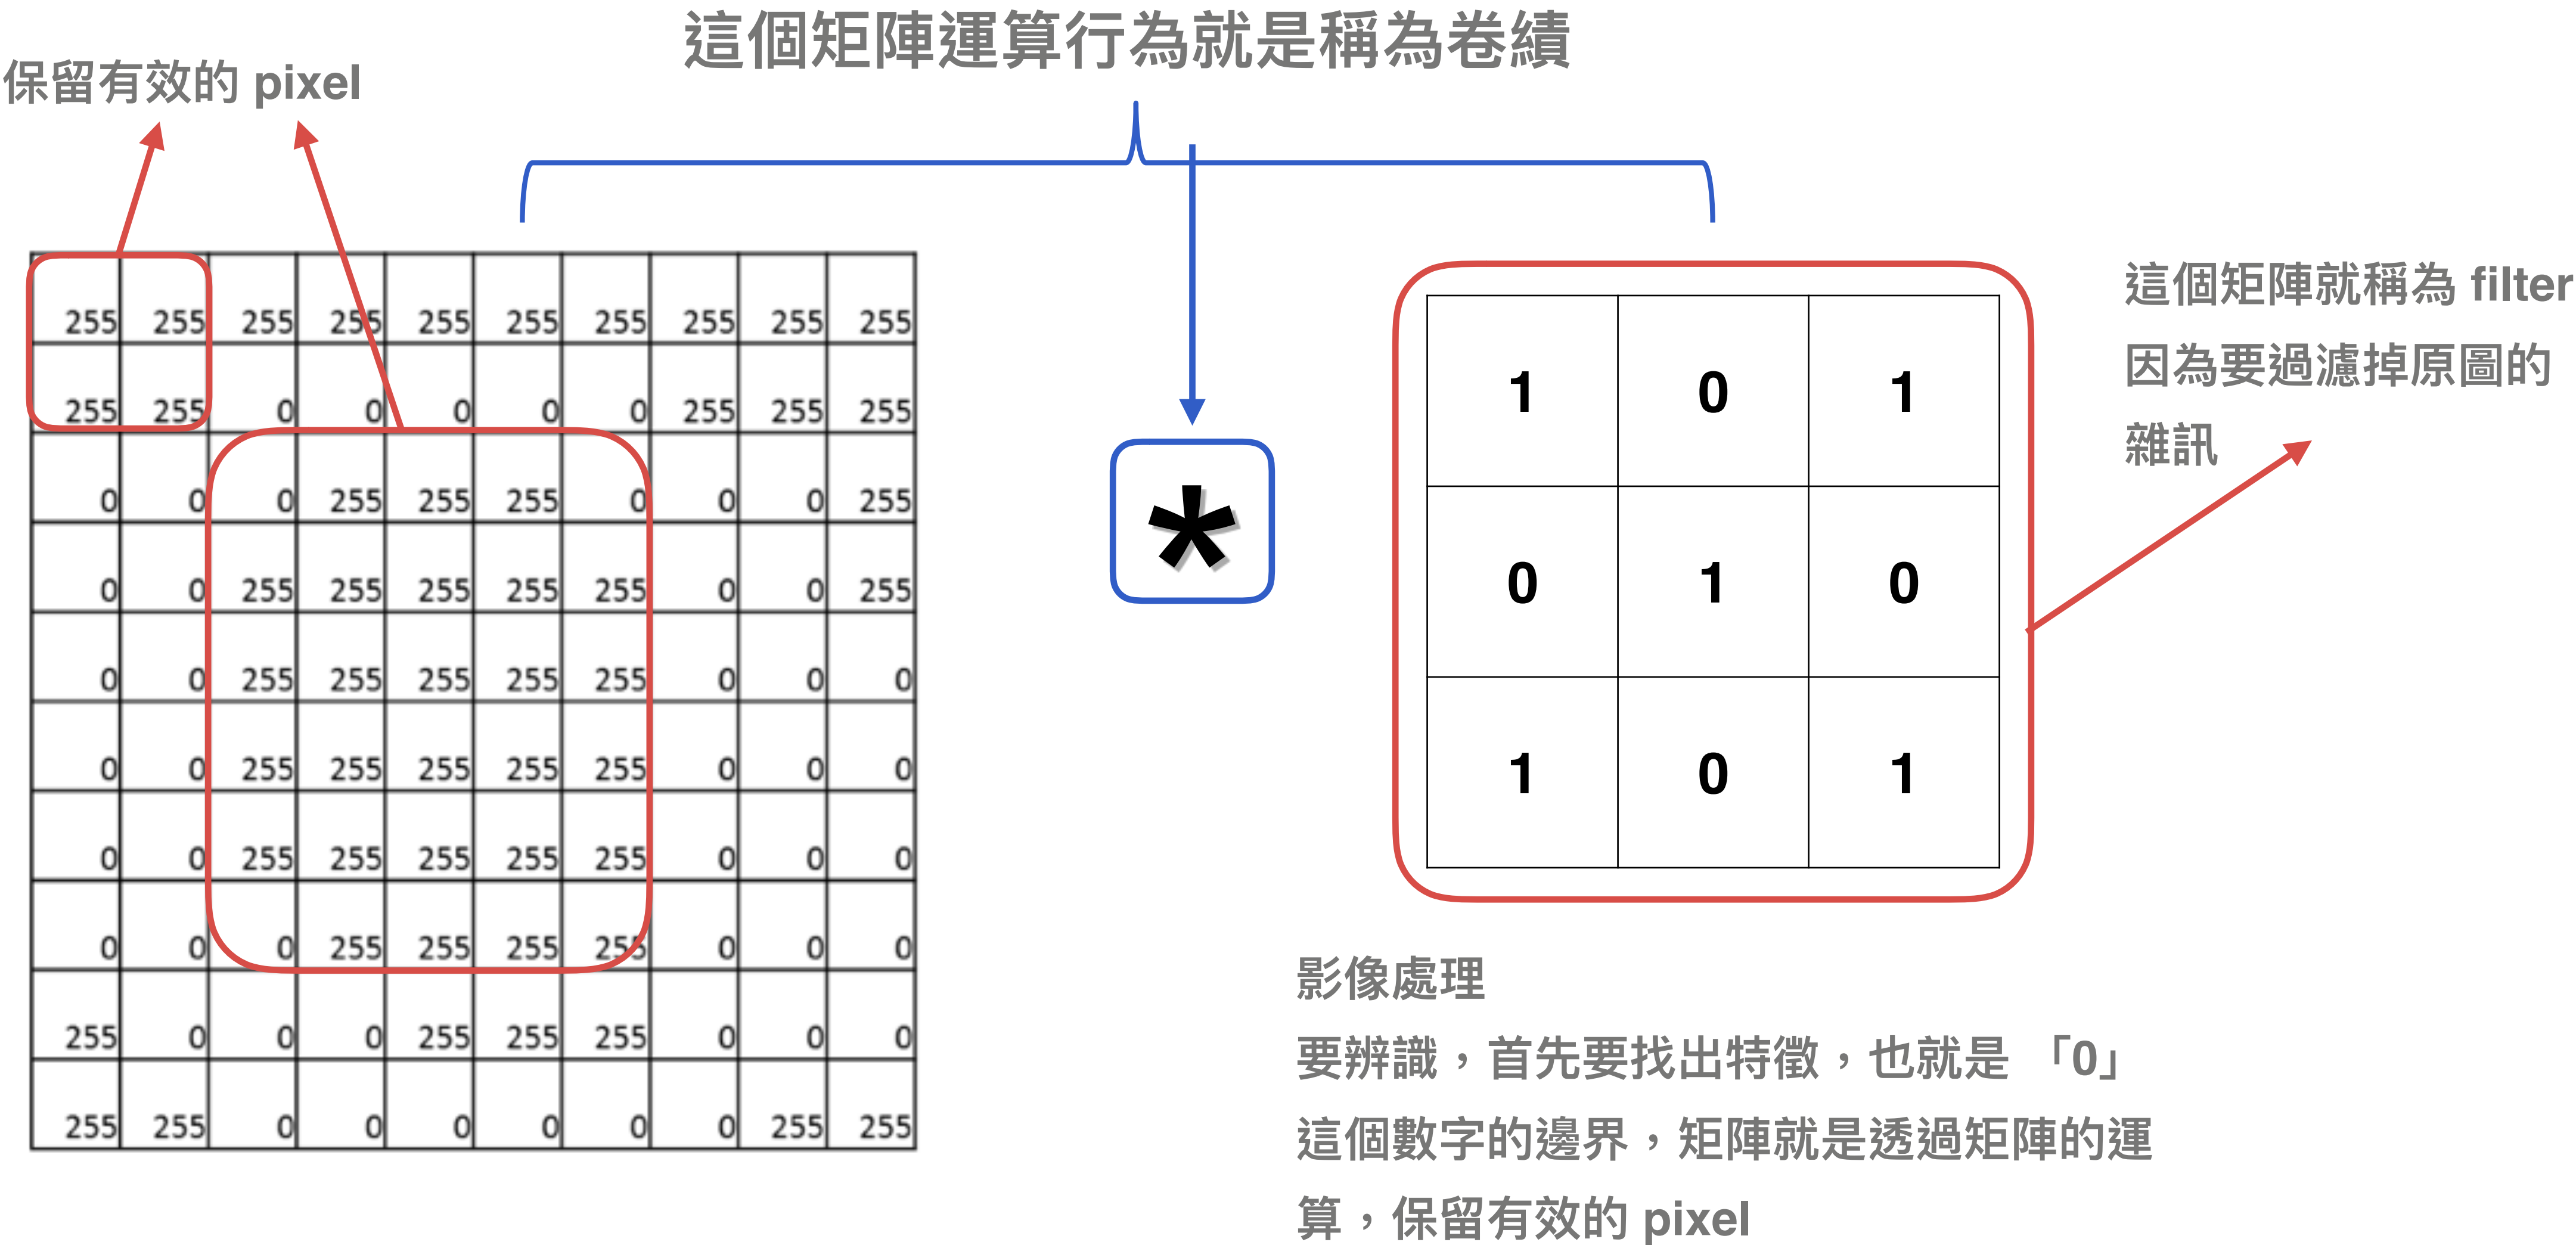 這個矩陣運算行為就是稱為卷績
保留有效的 pixel
255 255 255 255 255 255 255 255 255 255
255 255 0 0 0 0 0 255 255 255
0 0 0 255 255 255 0 0 0 255
0 0 255 255 255 255 255 0 0 255
0 0 255 255 255 255 255 0 0 0
0 0 255 255 255 255 255 0 0 0
0 0 255 255 255 255 255 0 0 0
0 0 0 255 255 255 255 0 0 0
255 0 0 0 255 255 255 0 0 0
255 255 0 0 0 0 0 0 255 255
*
1 0 1
0 1 0
1 0 1
這個矩陣就稱為 filter
因為要過濾掉原圖的
雜訊
影像處理
要辨識，首先要找出特徵，也就是 「0」
這個數字的邊界，矩陣就是透過矩陣的運
算，保留有效的 pixel